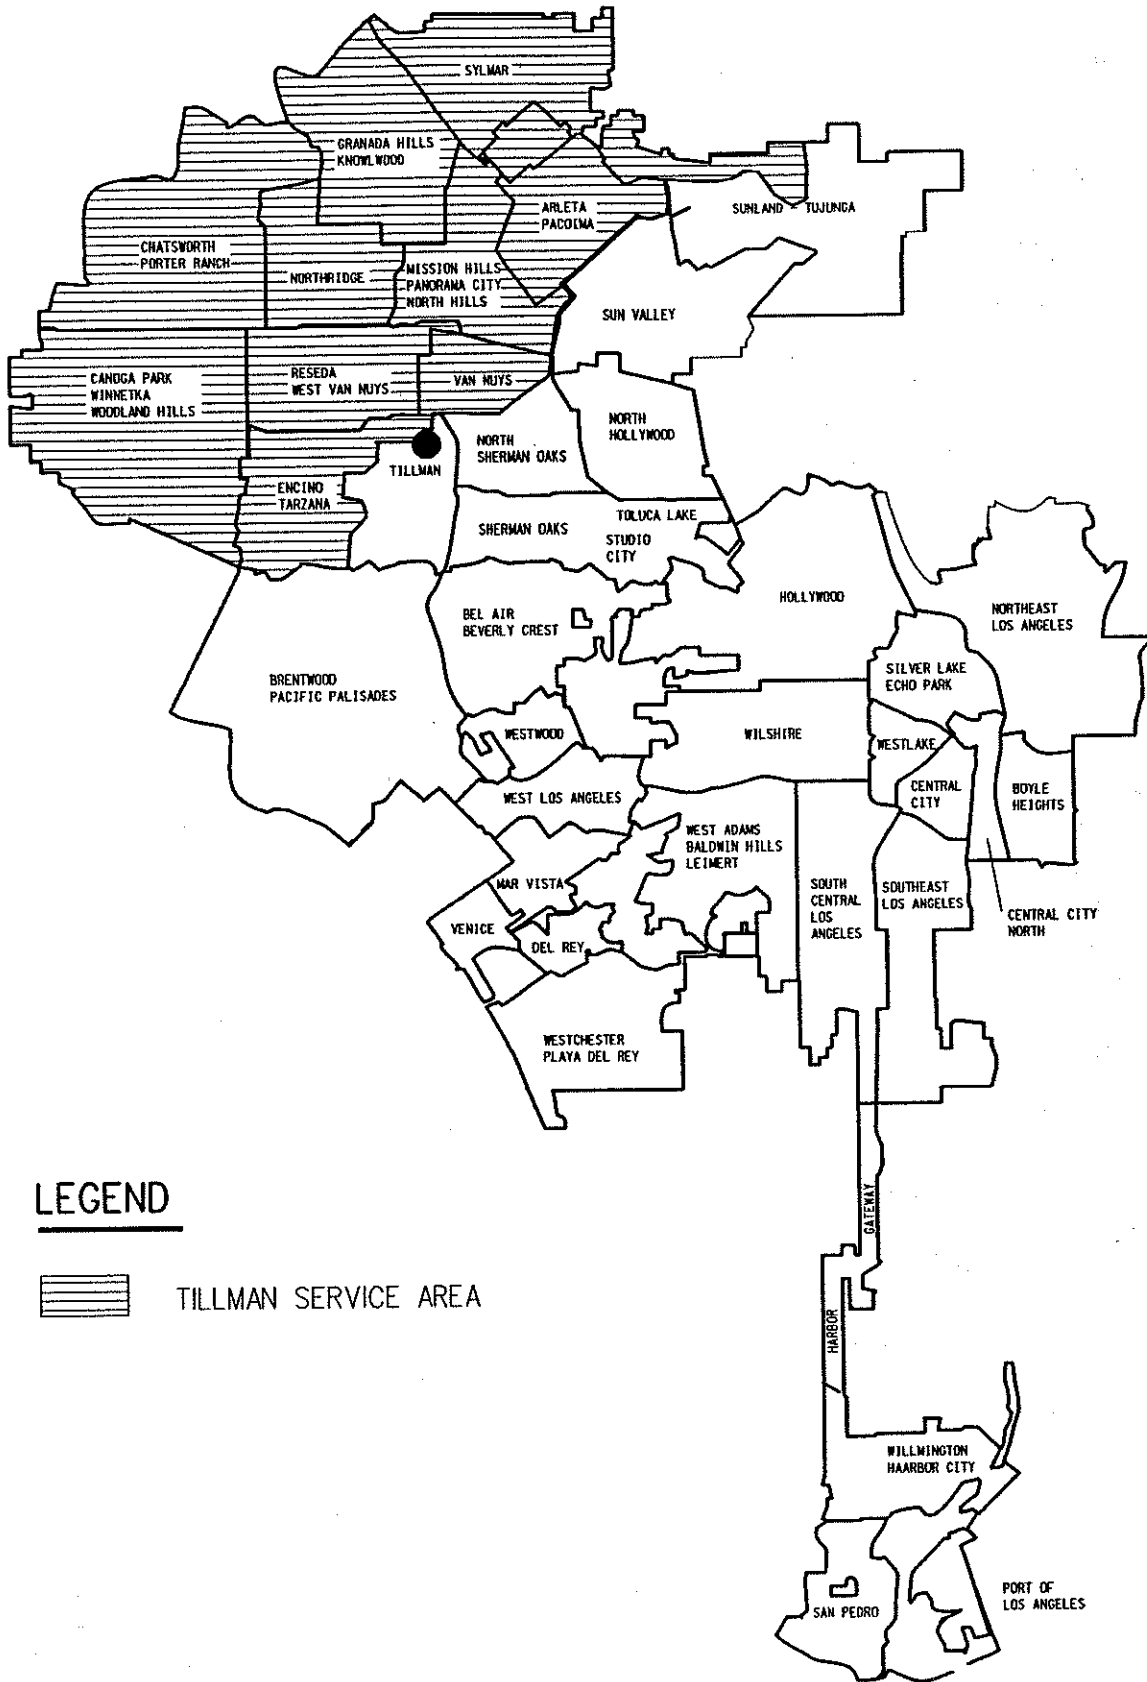 SYLMAR
GRANADA HILLS
KNOWLWOOD
ARLETA
PACOIMA
SUNLAND - TUJUNGA
CHATSWORTH
PORTER RANCH
NORTHRIDGE
MISSION HILLS
PANORAMA CITY
NORTH HILLS
SUN VALLEY
CANOGA PARK
WINNETKA
WOODLAND HILLS
RESEDA
WEST VAN NUYS
VAN NUYS
NORTH
HOLLYWOOD
NORTH
SHERMAN OAKS
TILLMAN
ENCINO
TARZANA
SHERMAN OAKS
TOLUCA LAKE
STUDIO
CITY
HOLLYWOOD
NORTHEAST
LOS ANGELES
BEL AIR
BEVERLY CREST
SILVER LAKE
ECHO PARK
BRENTWOOD
PACIFIC PALISADES
WESTWOOD
WILSHIRE
WESTLAKE
CENTRAL
CITY
BOYLE
HEIGHTS
WEST LOS ANGELES
WEST ADAMS
BALDWIN HILLS
LEIMERT
MAR VISTA
SOUTH
CENTRAL
LOS
ANGELES
SOUTHEAST
LOS ANGELES
CENTRAL CITY
NORTH
VENICE
DEL REY
WESTCHESTER
PLAYA DEL REY
LEGEND
TILLMAN SERVICE AREA
GATEWAY
HARBOR
WILLMINGTON
HAARBOR CITY
SAN PEDRO
PORT OF
LOS ANGELES